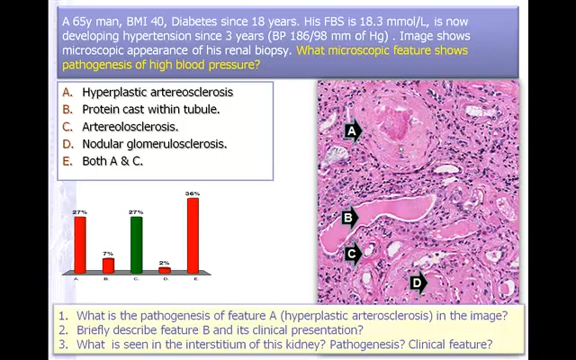 A 65y man, BMI 40, Diabetes since 18 years. His FBS is 18.3 mmol/L, is now
developing hypertension since 3 years (BP 186/98 mm of Hg) . Image shows
microscopic appearance of his renal biopsy. What microscopic feature shows
pathogenesis of high blood pressure?
A. Hyperplastic artereosclerosis
B. Protein cast within tubule.
C. Artereolosclerosis.
D. Nodular glomerulosclerosis.
E. Both A & C.
27%
7%
27%
2%
36%
A B C D E
A
B
C
D
1. What is the pathogenesis of feature A (hyperplastic arterosclerosis) in the image?
2. Briefly describe feature B and its clinical presentation?
3. What is seen in the interstitium of this kidney? Pathogenesis? Clinical feature?